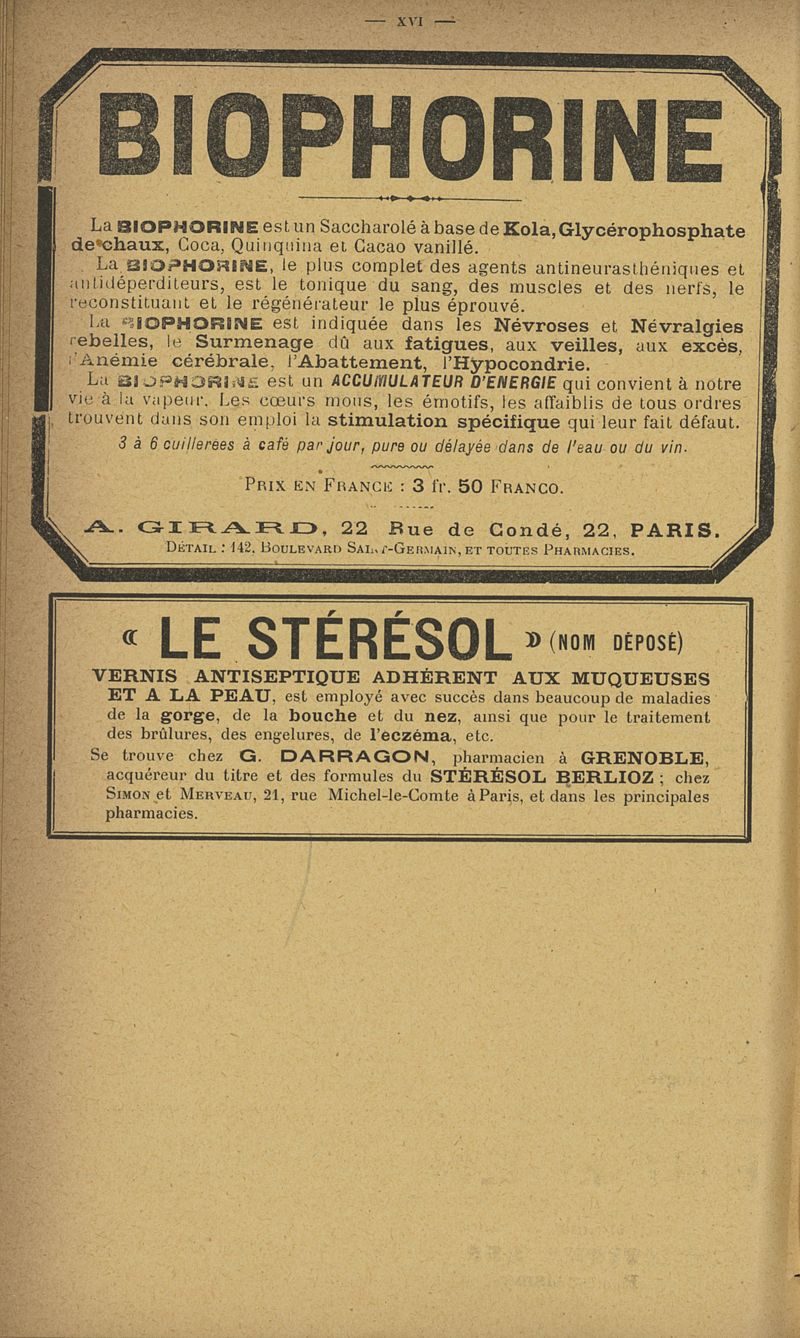 — XVI —
BIOPHORINE
La BIOPHORINE est un Saccharolé à base de Kola, Glycérophosphate
de chaux, Coca, Quinquina et Cacao vanillé.
La BIOPHORINE, le plus complet des agents antineurasthéniques et
antidéperditeurs, est le tonique du sang, des muscles et des nerfs, le
reconstituant et le régénérateur le plus éprouvé.
La BIOPHORINE est indiquée dans les Névroses et Névralgies
rebelles, le Surmenage dû aux fatigues, aux veilles, aux excès,
l'Anémie cérébrale, l'Abattement, l'Hypocondrie.
La BIOPHORINE est un ACCUMULATEUR D'ENERGIE qui convient à notre
vie à la vapeur. Les cœurs mous, les émotifs, les affaiblis de tous ordres
trouvent dans son emploi la stimulation spécifique qui leur fait défaut.
3 à 6 cuillerees à café par jour, pure ou délayée dans de l'eau ou du vin.
PRIX EN FRANCE : 3 fr. 50 FRANCO.
A. GIRARD, 22 Rue de Condé, 22, PARIS.
DÉTAIL : 142, BOULEVARD SAINT-GERMAIN, ET TOUTES PHARMACIES.
« LE STÉRÉSOL » (NOM DÉPOSÉ)
VERNIS ANTISEPTIQUE ADHÉRENT AUX MUQUEUSES
ET A LA PEAU, est employé avec succès dans beaucoup de maladies
de la gorge, de la bouche et du nez, ainsi que pour le traitement
des brûlures, des engelures, de l'eczéma, etc.
Se trouve chez G. DARRAGON, pharmacien à GRENOBLE,
acquéreur du titre et des formules du STÉRÉSOL BERLIOZ ; chez
SIMON et MERVEAU, 21, rue Michel-le-Comte à Paris, et dans les principales
pharmacies.